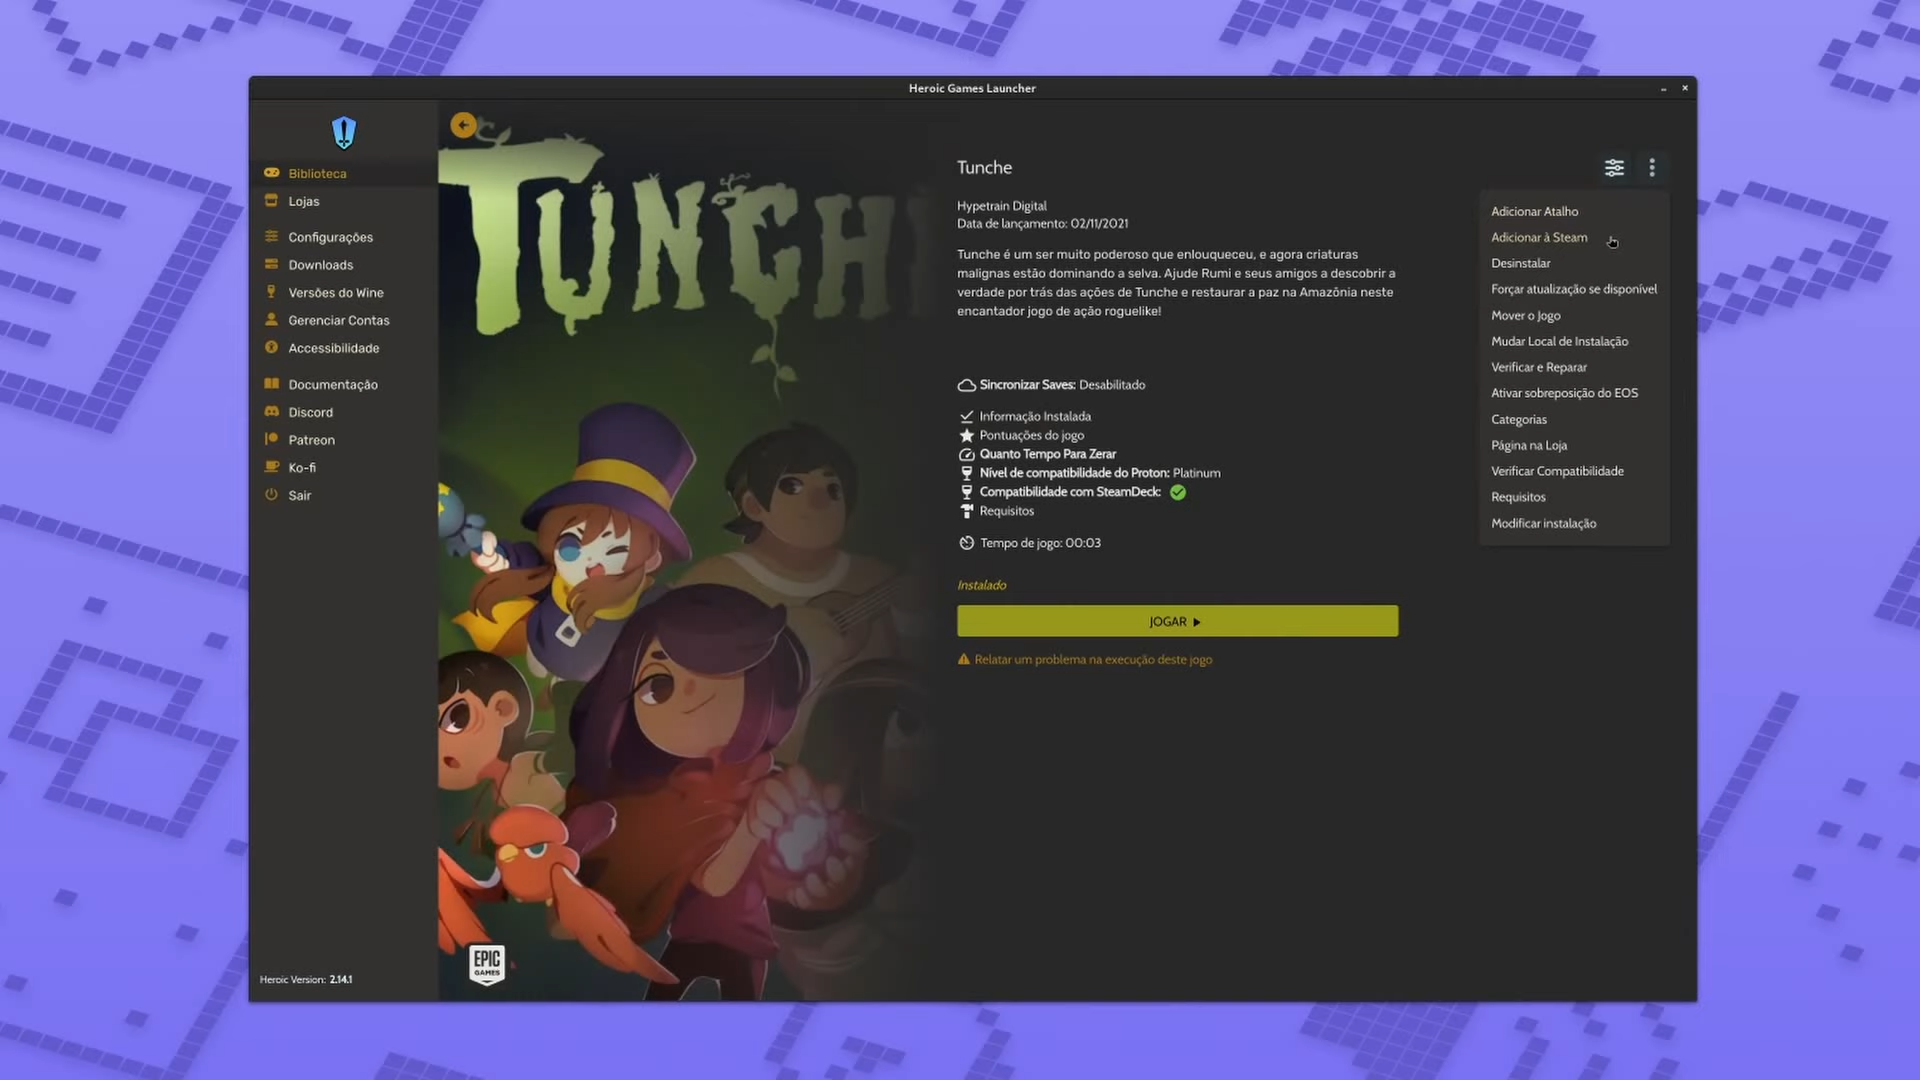 Heroic Games Launcher
Biblioteca
Lojas
Configurações
Downloads
Versões do Wine
Gerenciar Contas
Accessibilidade
Documentação
Discord
Patreon
Ko-fi
Sair
Heroic Version: 2.14.1
TUNCH
EPIC
GAMES
Tunche
Hypetrain Digital
Data de lançamento: 02/11/2021
Tunche é um ser muito poderoso que enlouqueceu, e agora criaturas
malignas estão dominando a selva. Ajude Rumi e seus amigos a descobrir a
verdade por trás das ações de Tunche e restaurar a paz na Amazônia neste
encantador jogo de ação roguelike!
Sincronizar Saves: Desabilitado
Informação Instalada
Pontuações do jogo
Quanto Tempo Para Zerar
Nível de compatibilidade do Proton: Platinum
Compatibilidade com SteamDeck:
Requisitos
Tempo de jogo: 00:03
Instalado
JOGAR
Relatar um problema na execução deste jogo
Adicionar Atalho
Adicionar à Steam
Desinstalar
Forçar atualização se disponível
Mover o Jogo
Mudar Local de Instalação
Verificar e Reparar
Ativar sobreposição do EOS
Categorias
Página na Loja
Verificar Compatibilidade
Requisitos
Modificar instalação